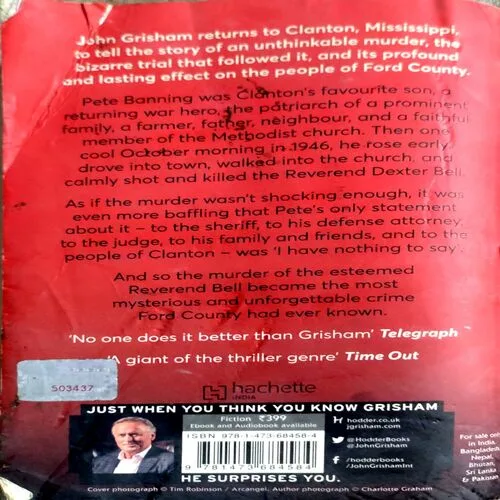 John Grisham returns to Clanton, Mississippi,
to tell the story of an unthinkable murder, the
bizarre trial that followed it, and its profound
and lasting effect on the people of Ford County.
Pete Banning was Clanton's favourite son, a
returning war hero, the patriarch of a prominent
family, a farmer, father, neighbour, and a faithful
member of the Methodist church. Then one
cool October morning in 1946, he rose early,
drove into town, walked into the church, and
calmly shot and killed the Reverend Dexter Bell.
As if the murder wasn't shocking enough, it was
even more baffling that Pete's only statement
about it – to the sheriff, to his defense attorney,
to the judge, to his family and friends, and to the
people of Clanton – was 'I have nothing to say'.
And so the murder of the esteemed
Reverend Bell became the most
mysterious and unforgettable crime
Ford County had ever known.
'No one does it better than Grisham' Telegraph
'A giant of the thriller genre' Time Out
503437
hachette
INDIA
JUST WHEN YOU THINK YOU KNOW GRISHAM
Fiction ₹399
Ebook and Audiobook available
ISBN 978-1-473-68458-4
9 781473 684584
hodder.co.uk
jgrisham.com
@HodderBooks
@JohnGrisham
/hodderbooks
/JohnGrishamInt
For sale only
in India,
Bangladesh,
Nepal,
Bhutan,
Sri Lanka
& Pakistan
HE SURPRISES YOU.
Cover photograph © Tim Robinson / Arcangel. Author photograph © Charlotte Graham